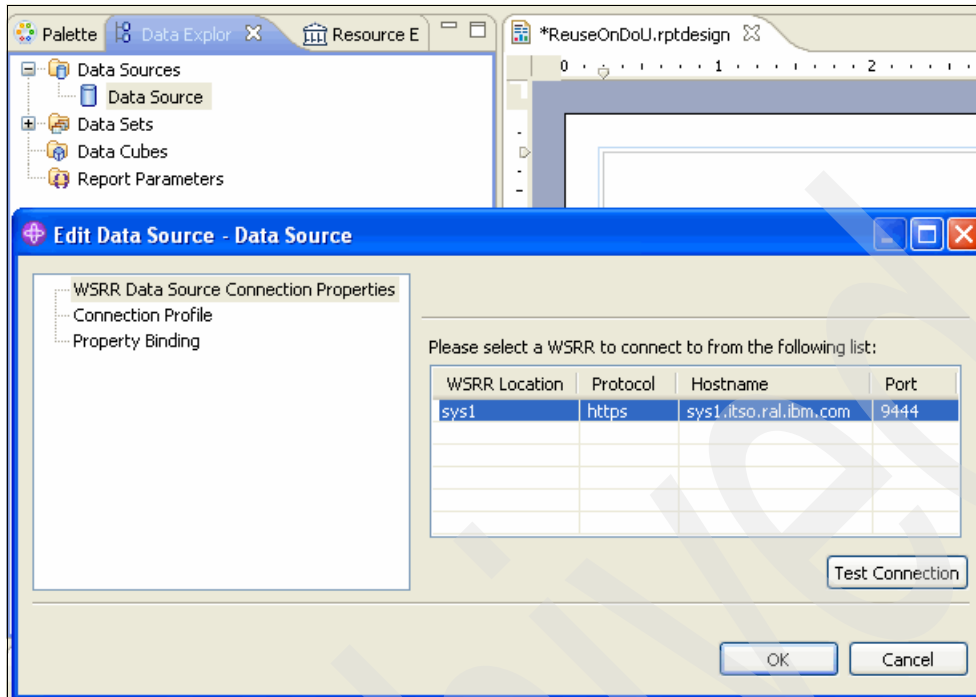 Palette Data Explor Resource E *ReuseOnDoU.rptdesign
0 1 2
Data Sources
Data Source
Data Sets
Data Cubes
Report Parameters
Edit Data Source - Data Source
WSRR Data Source Connection Properties
Connection Profile
Property Binding
Please select a WSRR to connect to from the following list:
WSRR Location Protocol Hostname Port
sys1 https sys1.itso.ral.ibm.com 9444
Test Connection
OK Cancel